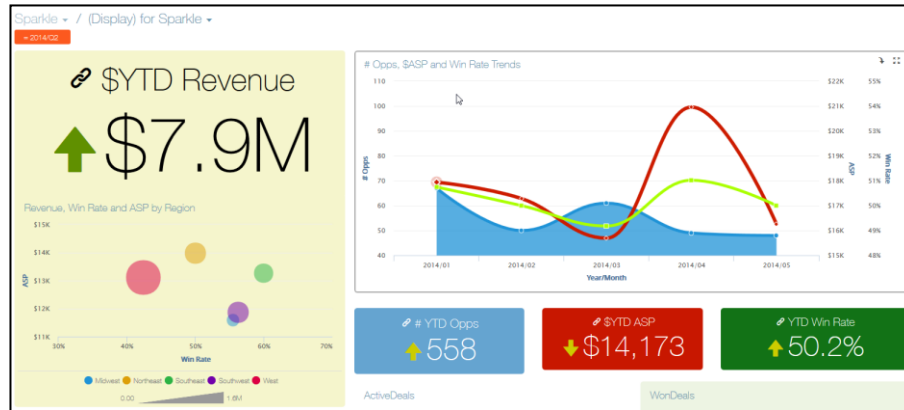 Sparkle / (Display) for Sparkle
2014/Q2
$YTD Revenue
$7.9M
Revenue, Win Rate and ASP by Region
$15K
$14K
$13K
$12K
$11K
ASP
30% 40% 50% 60% 70%
Win Rate
Midwest Northeast Southeast Southwest West
0.00 1.6M
# Opps, $ASP and Win Rate Trends
110 $22K 55%
100 $21K 54%
90 $20K 53%
80 $19K 52%
70 $18K 51%
60 $17K 50%
50 $16K 49%
40 $15K 48%
# Opps
ASP
Win Rate
2014/01 2014/02 2014/03 2014/04 2014/05
Year/Month
# YTD Opps
558
$YTD ASP
$14,173
YTD Win Rate
50.2%
ActiveDeals
WonDeals